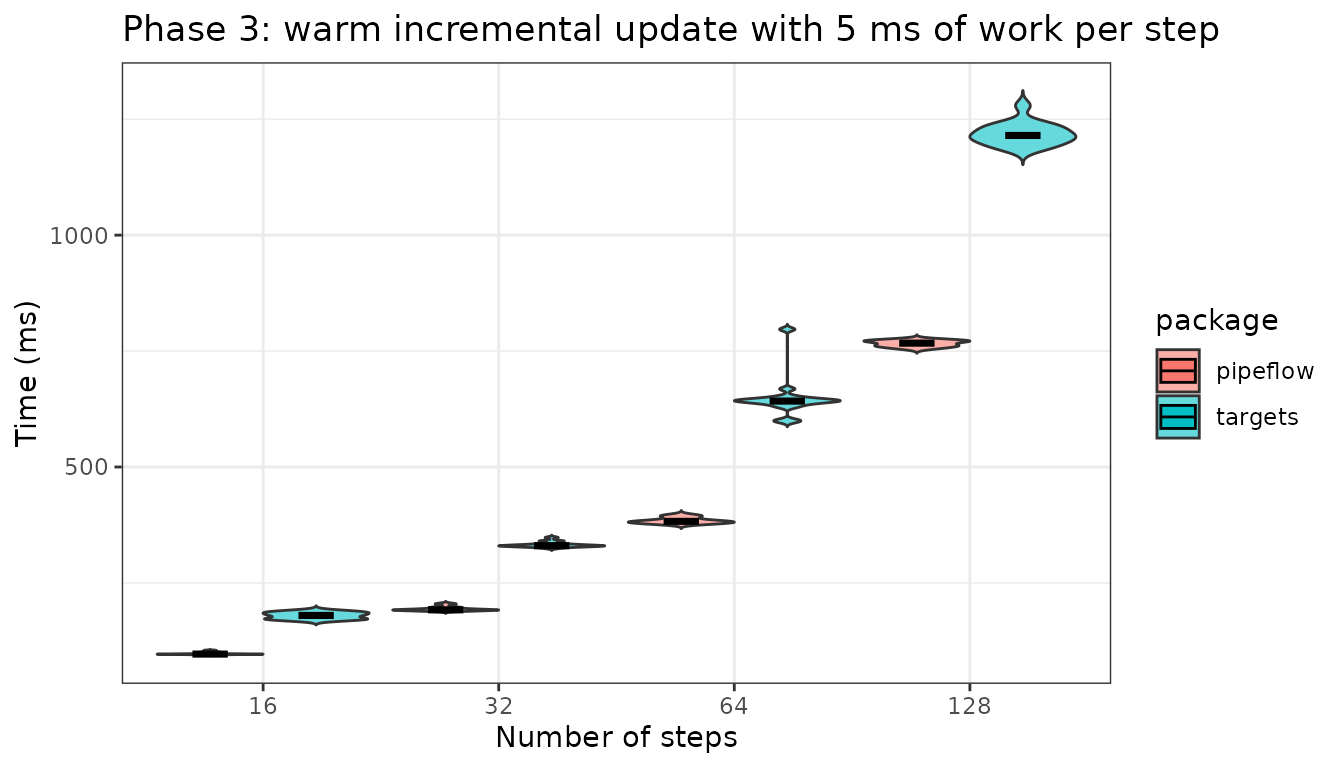 Phase 3: warm incremental update with 5 ms of work per step
Time (ms)
1000
500
16 32 64 128
Number of steps
package
pipeflow
targets